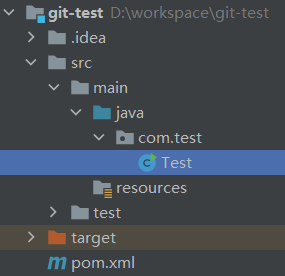 git-test D:\workspace\git-test
.idea
src
main
java
com.test
Test
resources
test
target
pom.xml